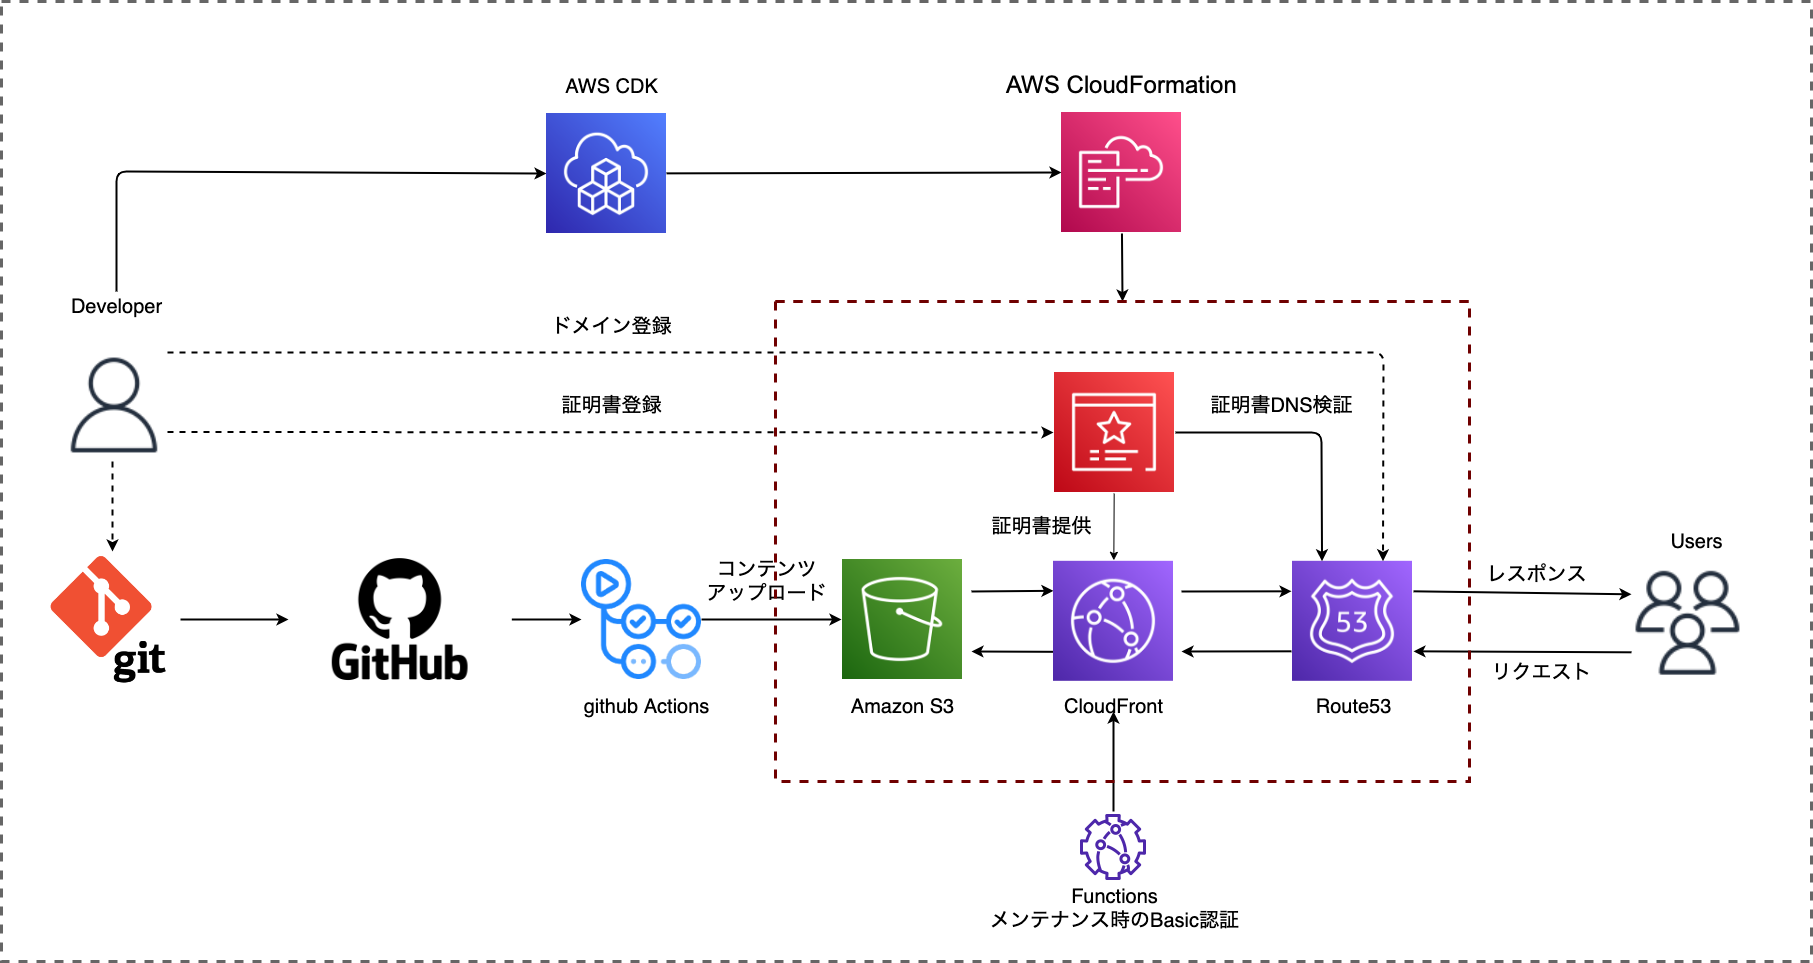 AWS CDK
AWS CloudFormation
Developer
ドメイン登録
証明書登録
証明書DNS検証
証明書提供
コンテンツ
アップロード
レスポンス
Users
53
リクエスト
git
GitHub
github Actions
Amazon S3
CloudFront
Route53
Functions
メンテナンス時のBasic認証